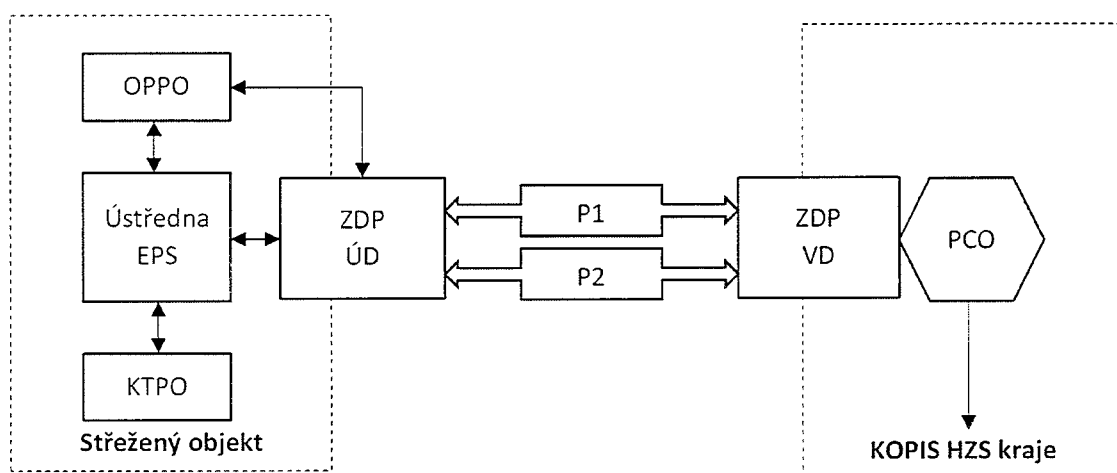 OPPO
Ústředna
EPS
KTPO
Střežený objekt
ZDP
ÚD
P1
P2
ZDP
VD
PCO
KOPIS HZS kraje